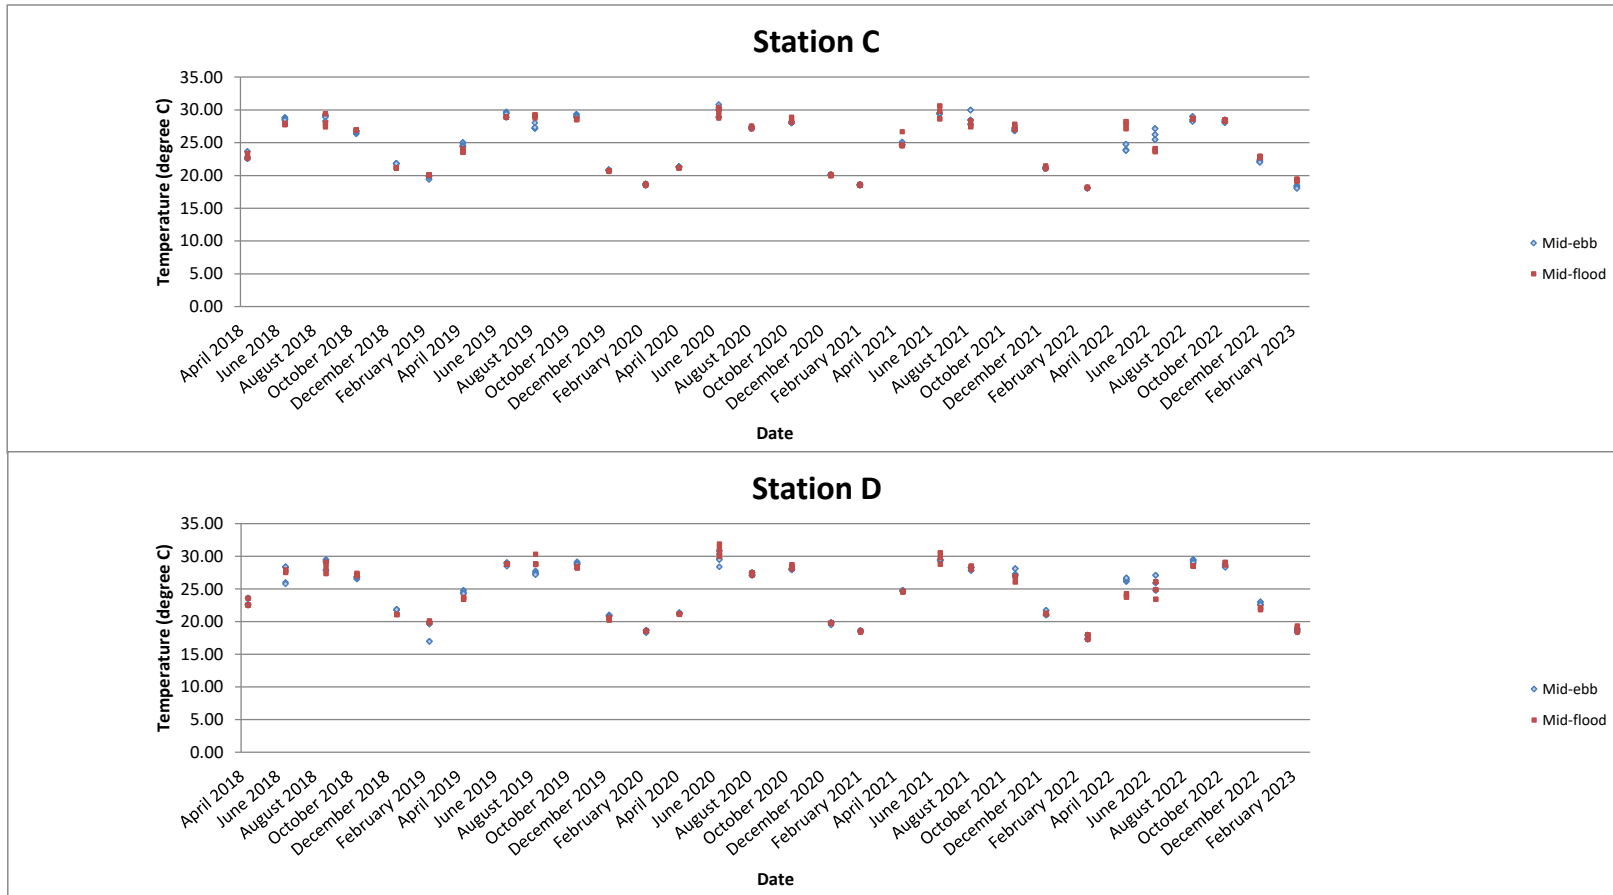 Station C
35.00
30.00
25.00
20.00
15.00
10.00
5.00
0.00
Temperature (degree C)
April 2018
June 2018
August 2018
October 2018
December 2018
February 2019
April 2019
June 2019
August 2019
October 2019
December 2019
February 2020
April 2020
June 2020
August 2020
October 2020
December 2020
February 2021
April 2021
June 2021
August 2021
October 2021
December 2021
February 2022
April 2022
June 2022
August 2022
October 2022
December 2022
February 2023
Date
Mid-ebb
Mid-flood
Station D
35.00
30.00
25.00
20.00
15.00
10.00
5.00
0.00
Temperature (degree C)
April 2018
June 2018
August 2018
October 2018
December 2018
February 2019
April 2019
June 2019
August 2019
October 2019
December 2019
February 2020
April 2020
June 2020
August 2020
October 2020
December 2020
February 2021
April 2021
June 2021
August 2021
October 2021
December 2021
February 2022
April 2022
June 2022
August 2022
October 2022
December 2022
February 2023
Date
Mid-ebb
Mid-flood